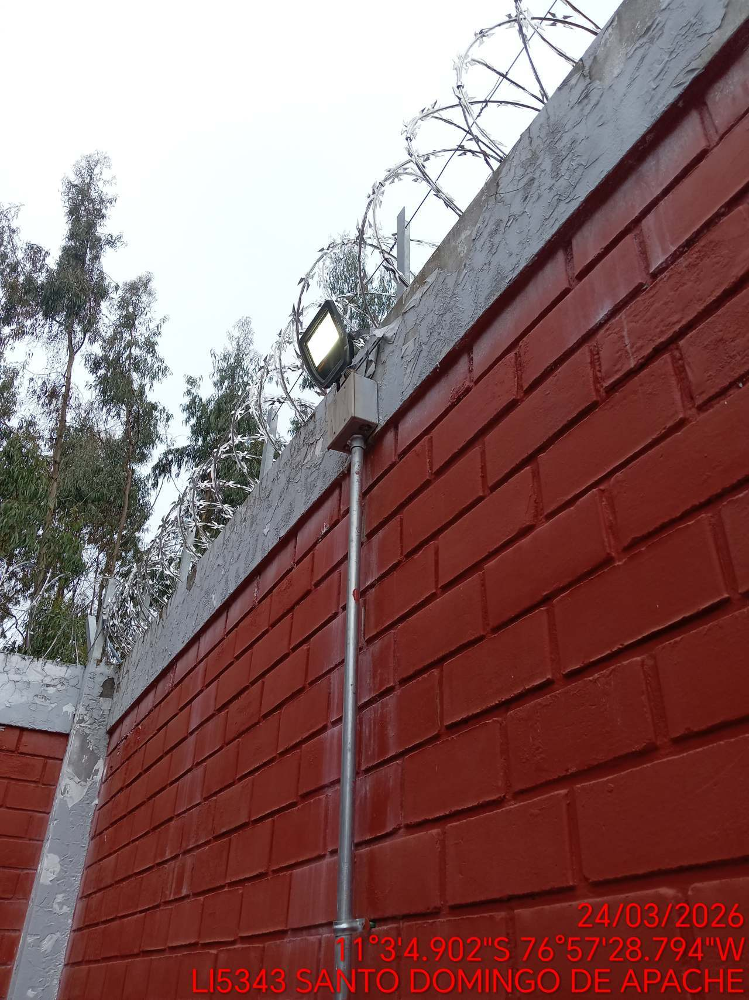 24/03/2026
11°3'4.902"S 76°57'28.794"W
LI5343 SANTO DOMINGO DE APACHE